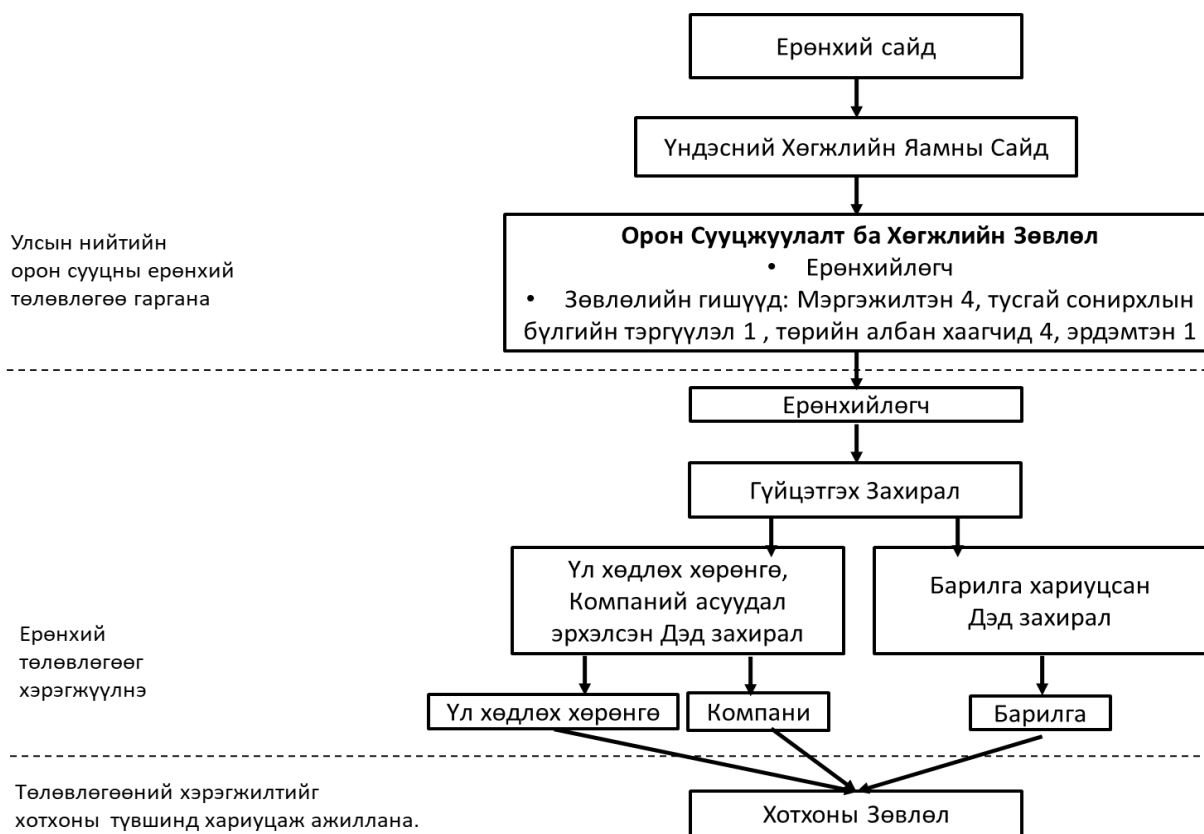 Ерөнхий сайд
Үндэсний Хөгжлийн Яамны Сайд
Улсын нийтийн
орон сууцны ерөнхий
төлөвлөгөө гаргана
Орон Сууцжуулалт ба Хөгжлийн Зөвлөл
• Ерөнхийлөгч
• Зөвлөлийн гишүүд: Мэргэжилтэн 4, тусгай сонирхлын
бүлгийн тэргүүлэл 1 , төрийн албан хаагчид 4, эрдэмтэн 1
Ерөнхийлөгч
Гүйцэтгэх Захирал
Үл хөдлөх хөрөнгө,
Компаний асуудал
эрхэлсэн Дэд захирал
Барилга хариуцсан
Дэд захирал
Ерөнхий
төлөвлөгөөг
хэрэгжүүлнэ
Үл хөдлөх хөрөнгө
Компани
Барилга
Төлөвлөгөөний хэрэгжилтийг
хотхоны түвшинд хариуцаж ажиллана.
Хотхоны Зөвлөл